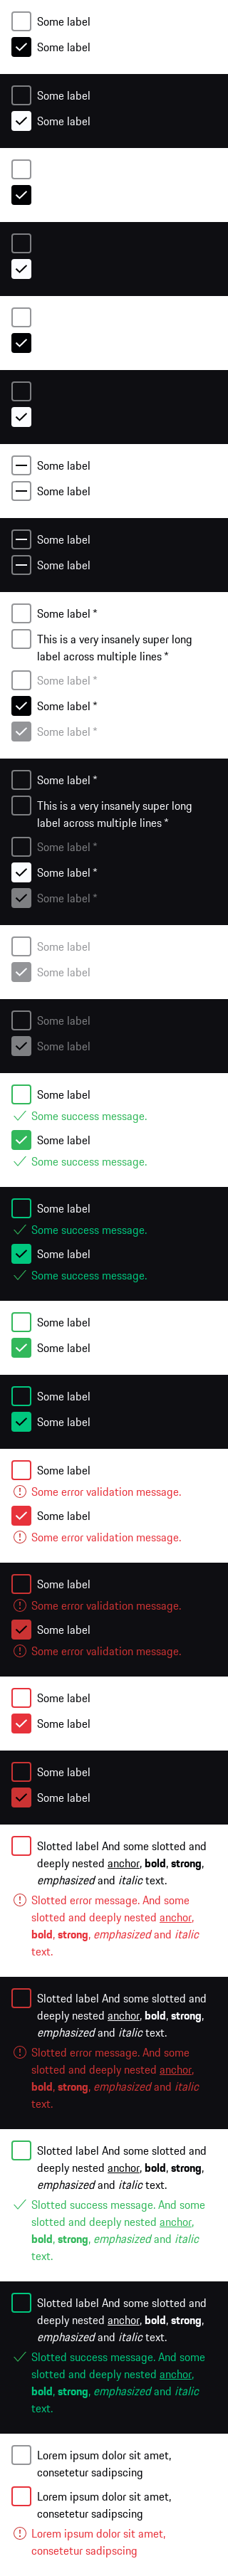 Some label
Some label
Some label
Some label
Some label
Some label
Some label
Some label
Some label *
This is a very insanely super long
label across multiple lines *
Some label *
Some label *
Some label *
Some label *
This is a very insanely super long
label across multiple lines *
Some label *
Some label *
Some label *
Some label
Some label
Some label
Some label
Some label
Some success message.
Some label
Some success message.
Some label
Some success message.
Some label
Some success message.
Some label
Some label
Some label
Some label
Some label
Some error validation message.
Some label
Some error validation message.
Some label
Some error validation message.
Some label
Some error validation message.
Some label
Some label
Some label
Some label
Slotted label And some slotted and
deeply nested anchor, bold, strong,
emphasized and italic text.
Slotted error message. And some
slotted and deeply nested anchor,
bold, strong, emphasized and italic
text.
Slotted label And some slotted and
deeply nested anchor, bold, strong,
emphasized and italic text.
Slotted error message. And some
slotted and deeply nested anchor,
bold, strong, emphasized and italic
text.
Slotted label And some slotted and
deeply nested anchor, bold, strong,
emphasized and italic text.
Slotted success message. And some
slotted and deeply nested anchor,
bold, strong, emphasized and italic
text.
Slotted label And some slotted and
deeply nested anchor, bold, strong,
emphasized and italic text.
Slotted success message. And some
slotted and deeply nested anchor,
bold, strong, emphasized and italic
text.
Lorem ipsum dolor sit amet,
consetetur sadipscing
Lorem ipsum dolor sit amet,
consetetur sadipscing
Lorem ipsum dolor sit amet,
consetetur sadipscing